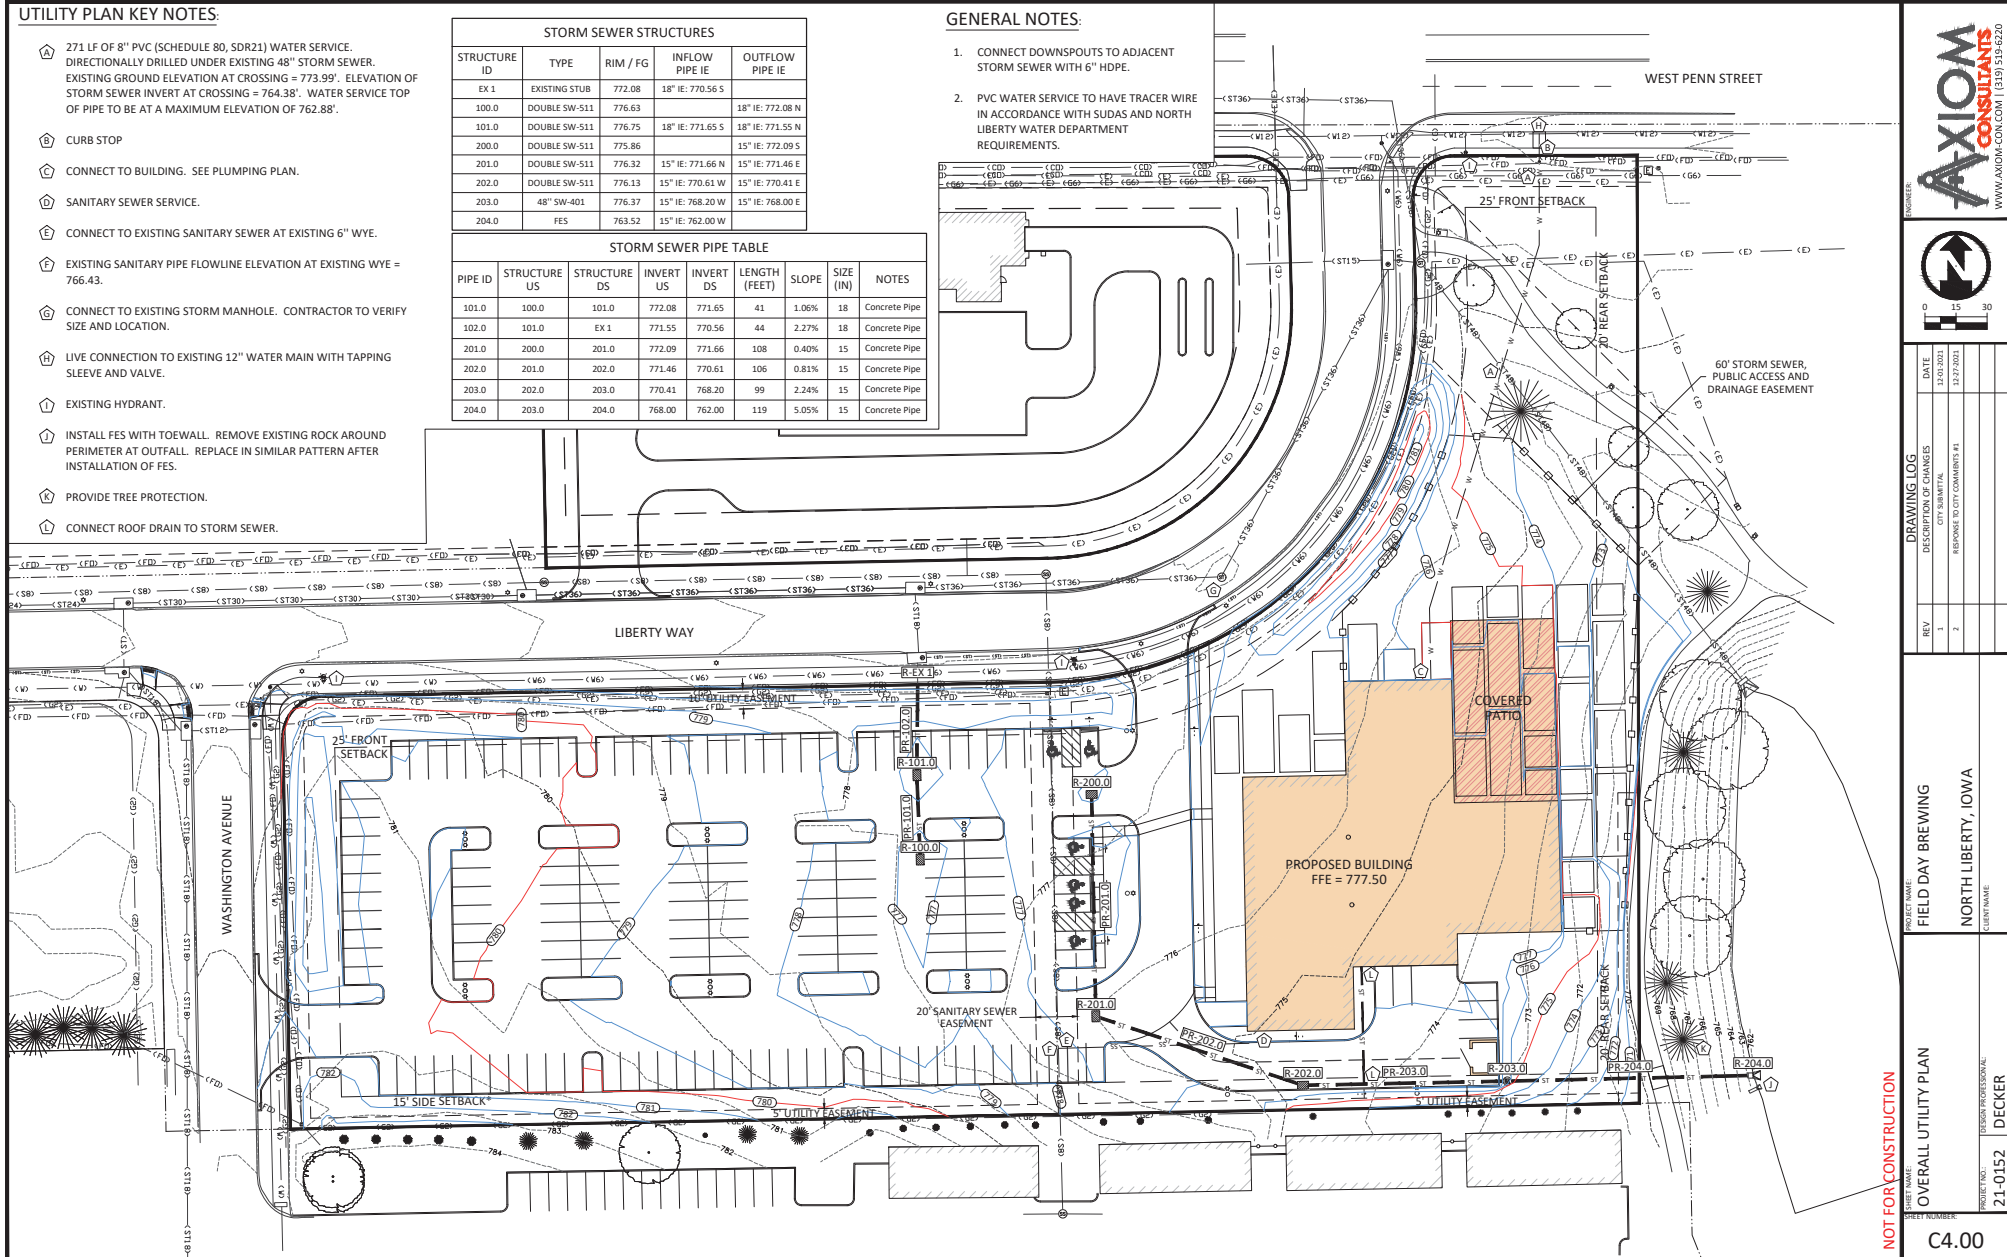 UTILITY PLAN KEY NOTES:
A 271 LF OF 8" PVC (SCHEDULE 80, SDR21) WATER SERVICE.
DIRECTIONALLY DRILLED UNDER EXISTING 48" STORM SEWER.
EXISTING GROUND ELEVATION AT CROSSING = 773.99'. ELEVATION OF
STORM SEWER INVERT AT CROSSING = 764.38'. WATER SERVICE TOP
OF PIPE TO BE AT A MAXIMUM ELEVATION OF 762.88'.
B CURB STOP
C CONNECT TO BUILDING. SEE PLUMPING PLAN.
D SANITARY SEWER SERVICE.
E CONNECT TO EXISTING SANITARY SEWER AT EXISTING 6" WYE.
F EXISTING SANITARY PIPE FLOWLINE ELEVATION AT EXISTING WYE =
766.43.
G CONNECT TO EXISTING STORM MANHOLE. CONTRACTOR TO VERIFY
SIZE AND LOCATION.
H LIVE CONNECTION TO EXISTING 12" WATER MAIN WITH TAPPING
SLEEVE AND VALVE.
I EXISTING HYDRANT.
J INSTALL FES WITH TOEWALL. REMOVE EXISTING ROCK AROUND
PERIMETER AT OUTFALL. REPLACE IN SIMILAR PATTERN AFTER
INSTALLATION OF FES.
K PROVIDE TREE PROTECTION.
L CONNECT ROOF DRAIN TO STORM SEWER.
STORM SEWER STRUCTURES
STRUCTURE ID TYPE RIM / FG INFLOW PIPE IE OUTFLOW PIPE IE
EX 1 EXISTING STUB 772.08 18" IE: 770.56 S
100.0 DOUBLE SW-511 776.63 18" IE: 772.08 N
101.0 DOUBLE SW-511 776.75 18" IE: 771.65 S 18" IE: 771.55 N
200.0 DOUBLE SW-511 775.86 15" IE: 772.09 S
201.0 DOUBLE SW-511 776.32 15" IE: 771.66 N 15" IE: 771.46 E
202.0 DOUBLE SW-511 776.13 15" IE: 770.61 W 15" IE: 770.41 E
203.0 48" SW-401 776.37 15" IE: 768.20 W 15" IE: 768.00 E
204.0 FES 763.52 15" IE: 762.00 W
STORM SEWER PIPE TABLE
PIPE ID STRUCTURE US STRUCTURE DS INVERT US INVERT DS LENGTH (FEET) SLOPE SIZE (IN) NOTES
101.0 100.0 101.0 772.08 771.65 41 1.06% 18 Concrete Pipe
102.0 101.0 EX 1 771.55 770.56 44 2.27% 18 Concrete Pipe
201.0 200.0 201.0 772.09 771.66 108 0.40% 15 Concrete Pipe
202.0 201.0 202.0 771.46 770.61 106 0.81% 15 Concrete Pipe
203.0 202.0 203.0 770.41 768.20 99 2.24% 15 Concrete Pipe
204.0 203.0 204.0 768.00 762.00 119 5.05% 15 Concrete Pipe
GENERAL NOTES:
1. CONNECT DOWNSPOUTS TO ADJACENT
STORM SEWER WITH 6" HDPE.
2. PVC WATER SERVICE TO HAVE TRACER WIRE
IN ACCORDANCE WITH SUDAS AND NORTH
LIBERTY WATER DEPARTMENT
REQUIREMENTS.
WEST PENN STREET
25' FRONT SETBACK
20' REAR SETBACK
60' STORM SEWER,
PUBLIC ACCESS AND
DRAINAGE EASEMENT
LIBERTY WAY
WASHINGTON AVENUE
10' UTILITY EASEMENT
25' FRONT
SETBACK
R-EX 1
PR-102.0
R-101.0
PR-101.0
R-100.0
R-200.0
PR-201.0
R-201.0
COVERED
PATIO
PROPOSED BUILDING
FFE = 777.50
20' SANITARY SEWER
EASEMENT
PR-202.0
R-202.0
PR-203.0
R-203.0
PR-204.0
R-204.0
20' REAR SETBACK
15' SIDE SETBACK
5' UTILITY EASEMENT
5' UTILITY EASEMENT
NOT FOR CONSTRUCTION
ENGINEER:
AXIOM
CONSULTANTS
WWW.AXIOM-CON.COM | (319) 519-6220
N
0 15 30
DRAWING LOG
REV DESCRIPTION OF CHANGES DATE
1 CITY SUBMITTAL 12-01-2021
2 RESPONSE TO CITY COMMENTS #1 12-27-2021
PROJECT NAME:
FIELD DAY BREWING
NORTH LIBERTY, IOWA
CLIENT NAME:
SHEET NAME:
OVERALL UTILITY PLAN
PROJECT NO.:
21-0152
DESIGN PROFESSIONAL:
DECKER
SHEET NUMBER:
C4.00